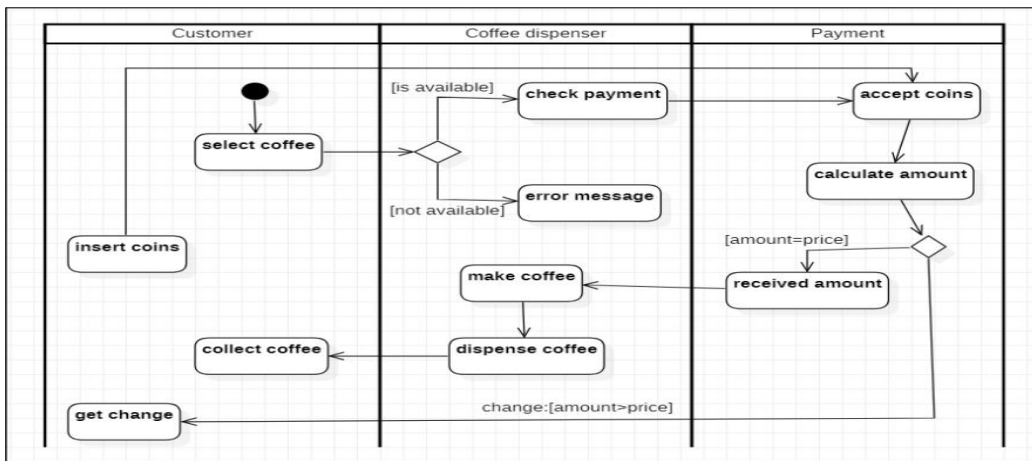 Customer
Coffee dispenser
Payment
[is available]
check payment
accept coins
select coffee
calculate amount
error message
[not available]
insert coins
[amount=price]
make coffee
received amount
collect coffee
dispense coffee
get change
change:[amount>price]